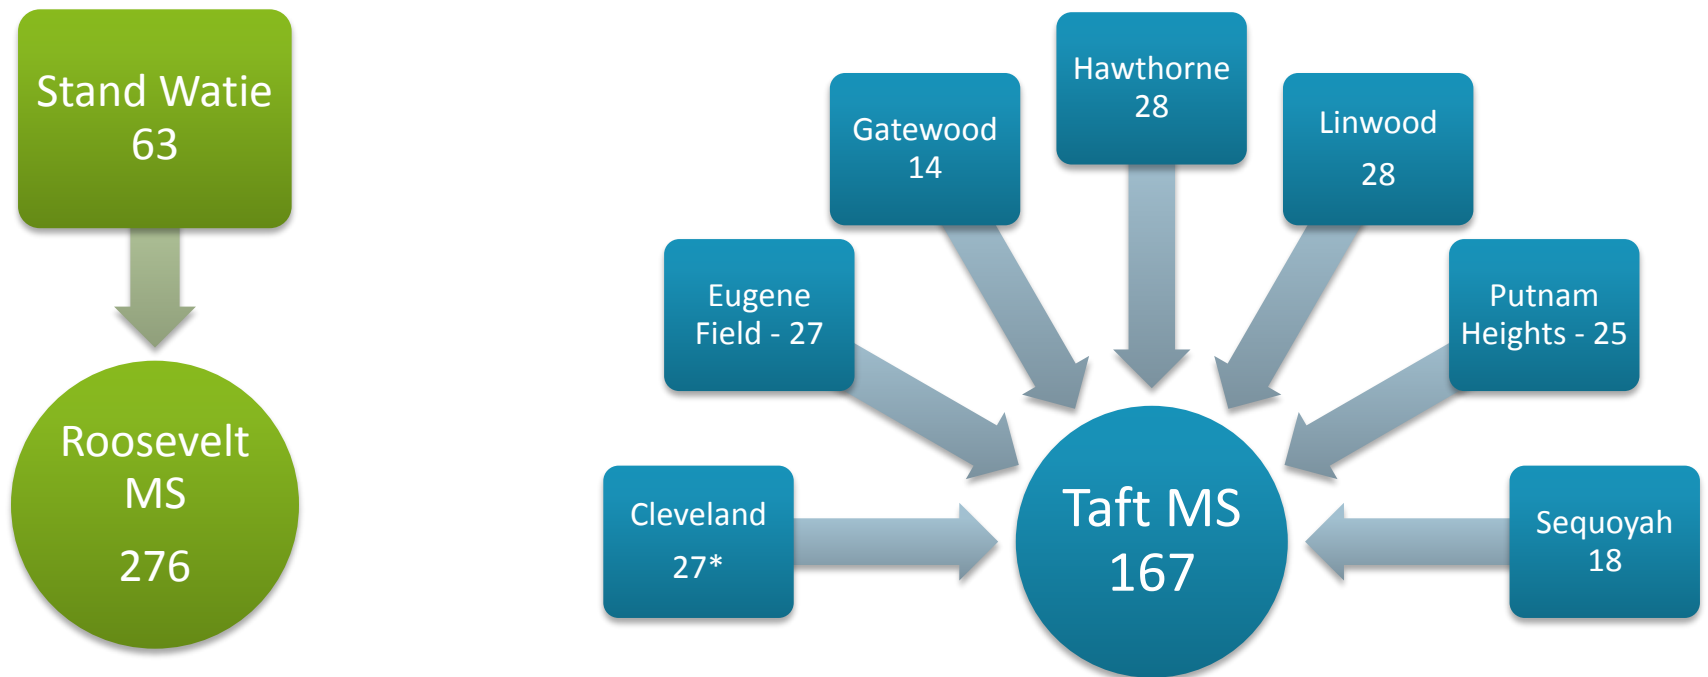 Stand Watie
63
Roosevelt
MS
276
Cleveland
27*
Eugene
Field - 27
Gatewood
14
Hawthorne
28
Linwood
28
Putnam
Heights - 25
Sequoyah
18
Taft MS
167